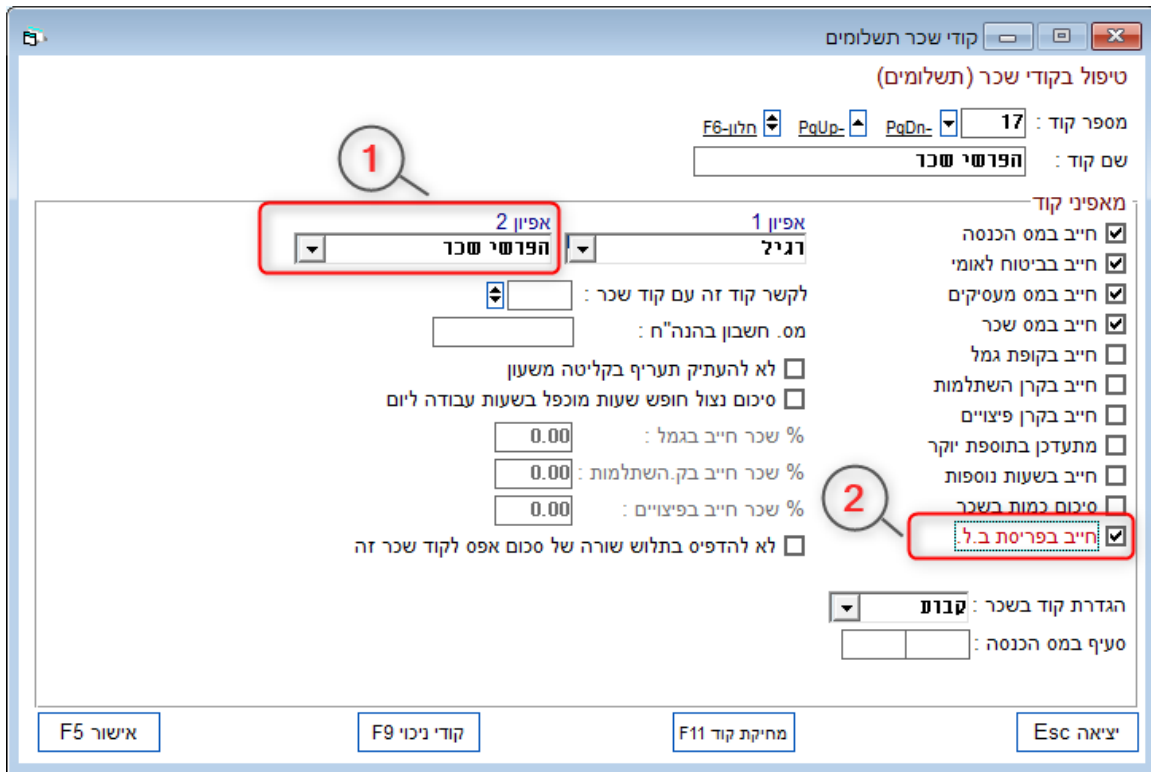 קודי שכר תשלומים
טיפול בקודי שכר (תשלומים)
מספר קוד : 17 PgDn- PgUp- חלון-F6
שם קוד : הפרשי שכר
1
מאפיני קוד
חייב במס הכנסה
חייב בביטוח לאומי
חייב במס מעסיקים
חייב במס שכר
חייב בקופת גמל
חייב בקרן השתלמות
חייב בקרן פיצויים
מתעדכן בתוספת יוקר
חייב בשעות נוספות
סיכום כמות בשכר
חייב בפריסת ב.ל.
2
אפיון 1 אפיון 2
רגיל הפרשי שכר
לקשר קוד זה עם קוד שכר :
מס. חשבון בהנה"ח :
לא להעתיק תעריף בקליטה משעון
סיכום נצול חופש שעות מוכפל בשעות עבודה ליום
% שכר חייב בגמל : 0.00
% שכר חייב בק.השתלמות : 0.00
% שכר חייב בפיצויים : 0.00
לא להדפיס בתלוש שורה של סכום אפס לקוד שכר זה
הגדרת קוד בשכר : קבוע
סעיף במס הכנסה :
יציאה Esc מחיקת קוד F11 קודי ניכוי F9 אישור F5